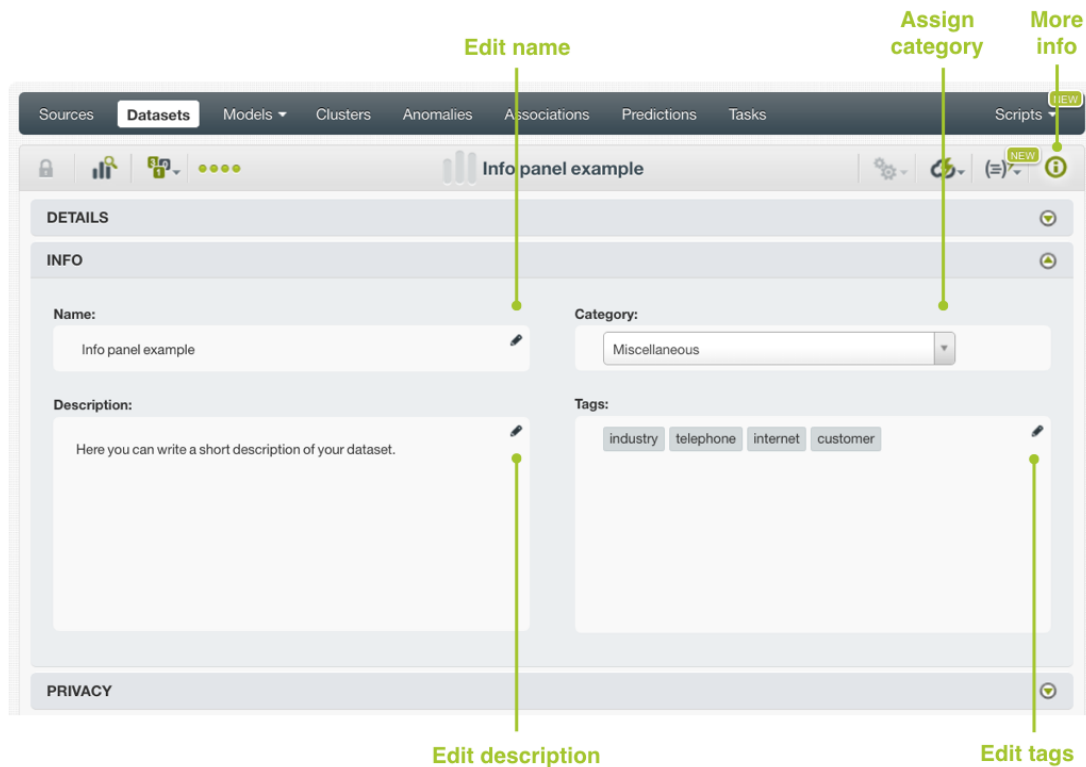 Assign
category
More
info
Edit name
Sources Datasets Models Clusters Anomalies Associations Predictions Tasks Scripts NEW
Info panel example NEW
DETAILS
INFO
Name: Category:
Info panel example Miscellaneous
Description: Tags:
Here you can write a short description of your dataset. industry telephone internet customer
PRIVACY
Edit description Edit tags